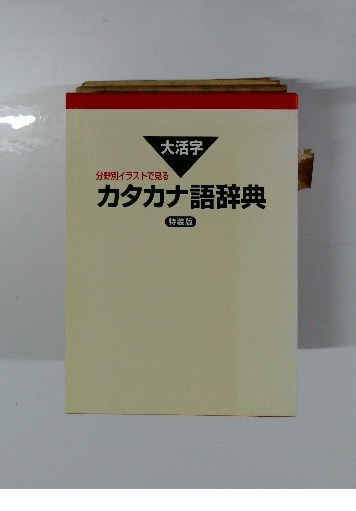 大活字
分野別イラストで見る
カタカナ語辞典
特装版